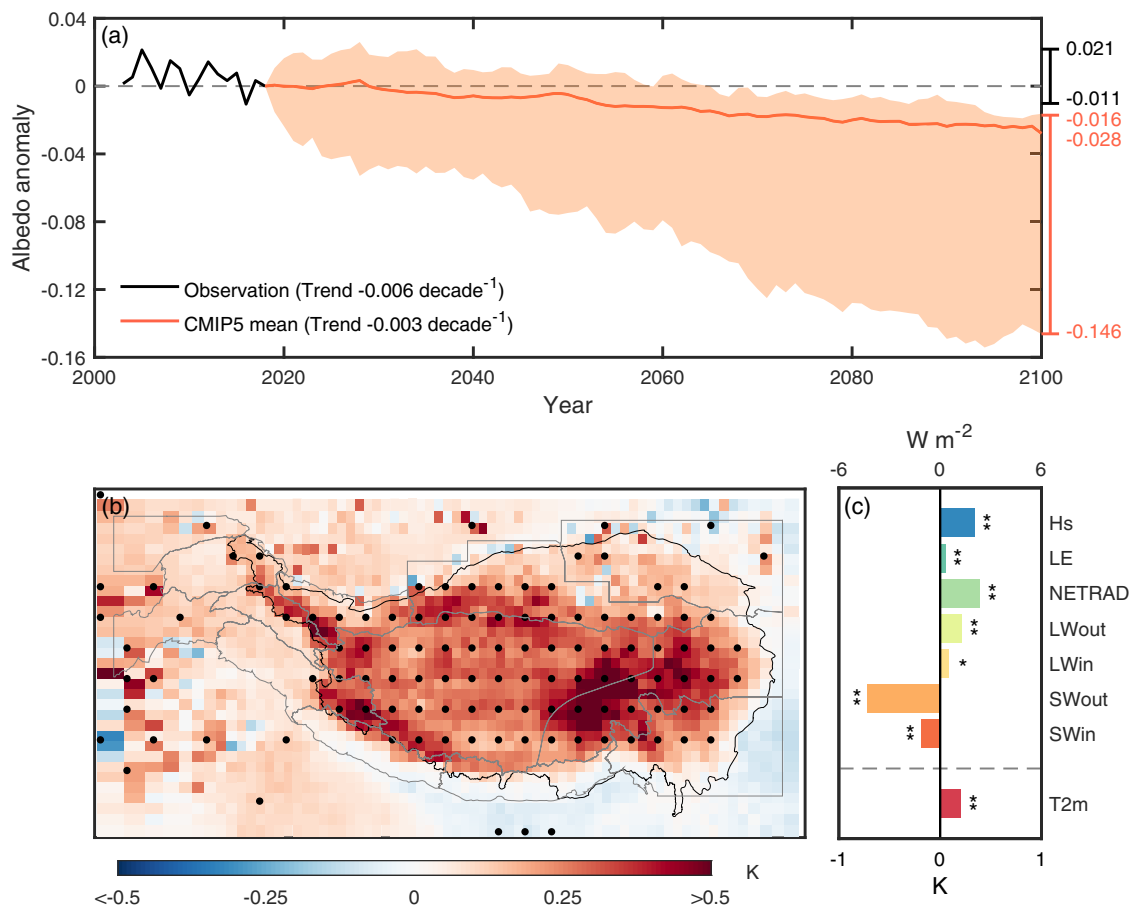 0.04
(a)
0.021
0
-0.011
-0.016
-0.028
-0.04
Albedo anomaly
-0.08
-0.12
Observation (Trend -0.006 decade⁻¹)
CMIP5 mean (Trend -0.003 decade⁻¹)
-0.146
-0.16
2000 2020 2040 2060 2080 2100
Year
W m⁻²
-6 0 6
(b)
(c)
** Hs
** LE
** NETRAD
** LWout
* LWin
** SWout
** SWin
** T2m
-1 0 1
K
K
<-0.5 -0.25 0 0.25 >0.5